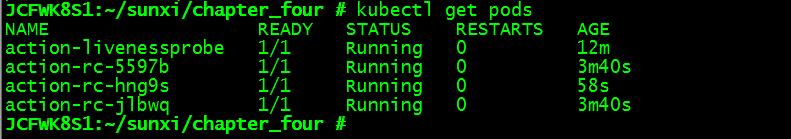 JCFWK8S1:~/sunxi/chapter_four # kubectl get pods
NAME READY STATUS RESTARTS AGE
action-livenessprobe 1/1 Running 0 12m
action-rc-5597b 1/1 Running 0 3m40s
action-rc-hng9s 1/1 Running 0 58s
action-rc-jlbwq 1/1 Running 0 3m40s
JCFWK8S1:~/sunxi/chapter_four #